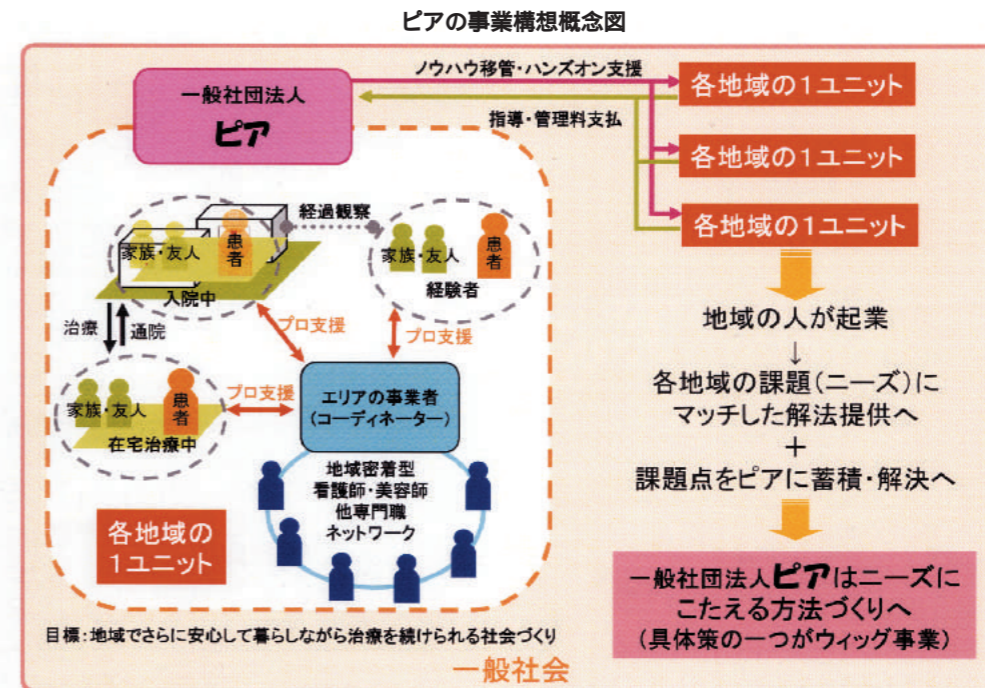 ピアの事業構想概念図
一般社団法人
ピア
ノウハウ移管・ハンズオン支援
指導・管理料支払
各地域の1ユニット
各地域の1ユニット
各地域の1ユニット
家族・友人
患者
入院中
経過観察
家族・友人
患者
経験者
治療
通院
プロ支援
プロ支援
プロ支援
家族・友人
患者
在宅治療中
エリアの事業者
(コーディネーター)
地域密着型
看護師・美容師
他専門職
ネットワーク
各地域の
1ユニット
目標:地域でさらに安心して暮らしながら治療を続けられる社会づくり
一般社会
地域の人が起業
↓
各地域の課題(ニーズ)に
マッチした解法提供へ
+
課題点をピアに蓄積・解決へ
一般社団法人ピアはニーズに
こたえる方法づくりへ
(具体策の一つがウィッグ事業)